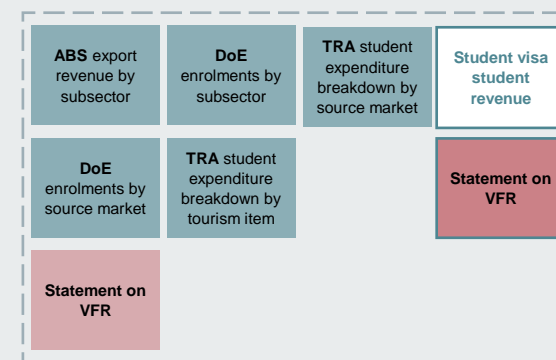 ABS export
revenue by
subsector
DoE
enrolments by
subsector
TRA student
expenditure
breakdown by
source market
Student visa
student
revenue
DoE
enrolments by
source market
TRA student
expenditure
breakdown by
tourism item
Statement on
VFR
Statement on
VFR